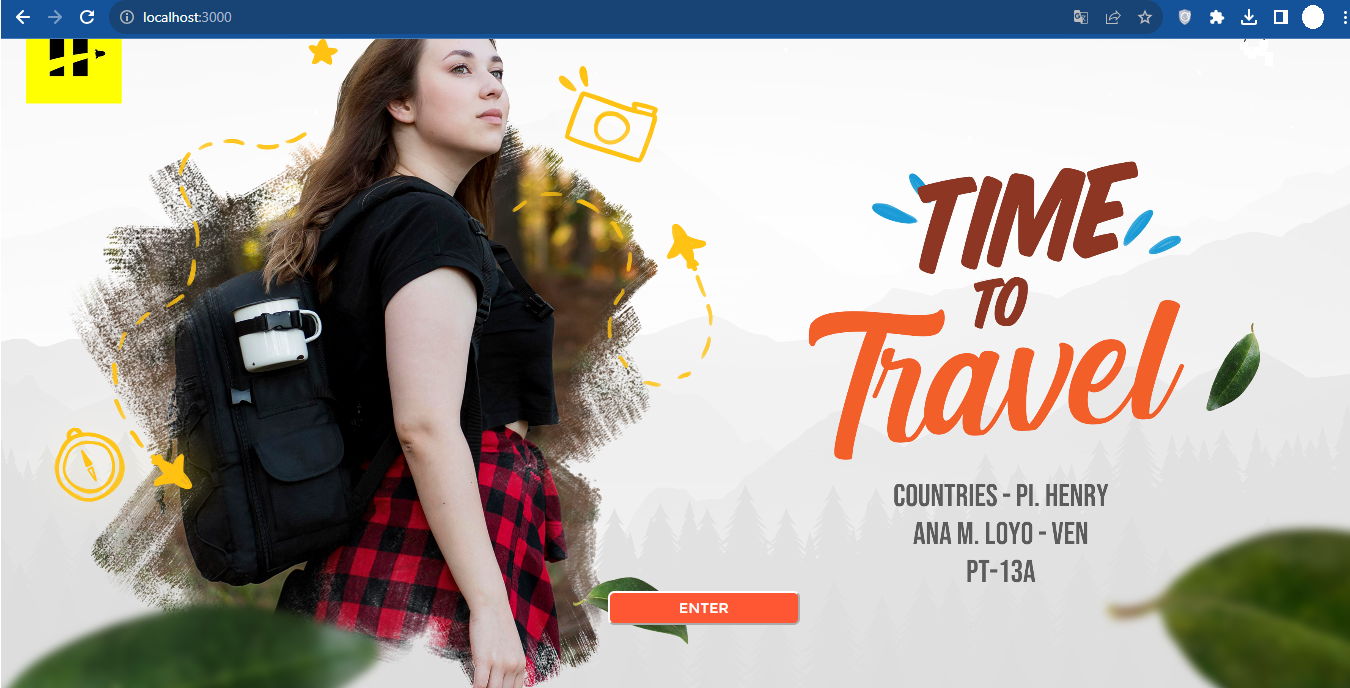 localhost:3000
TIME
TO
Travel
COUNTRIES - PI. HENRY
ANA M. LOYO - VEN
PT-13A
ENTER